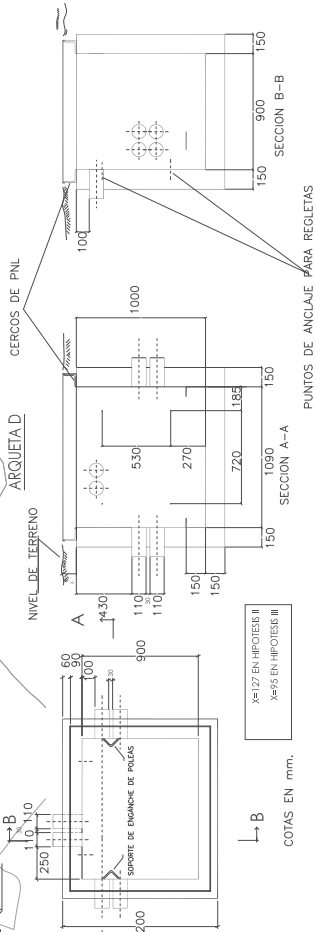 ARQUETA D
CERCOS DE PNL
NIVEL DE TERRENO
PUNTOS DE ANCLAJE PARA REGLETAS
B
B
250
110
30
110
60
90
100
30
900
200
SOPORTE DE ENGANCHE DE POLEAS
COTAS EN mm.
X=127 EN HIPOTESIS II
X=95 EN HIPOTESIS III
A
430
110
30
110
150
150
530
270
1000
720
185
150
1090
150
SECCION A-A
100
150
900
150
SECCION B-B